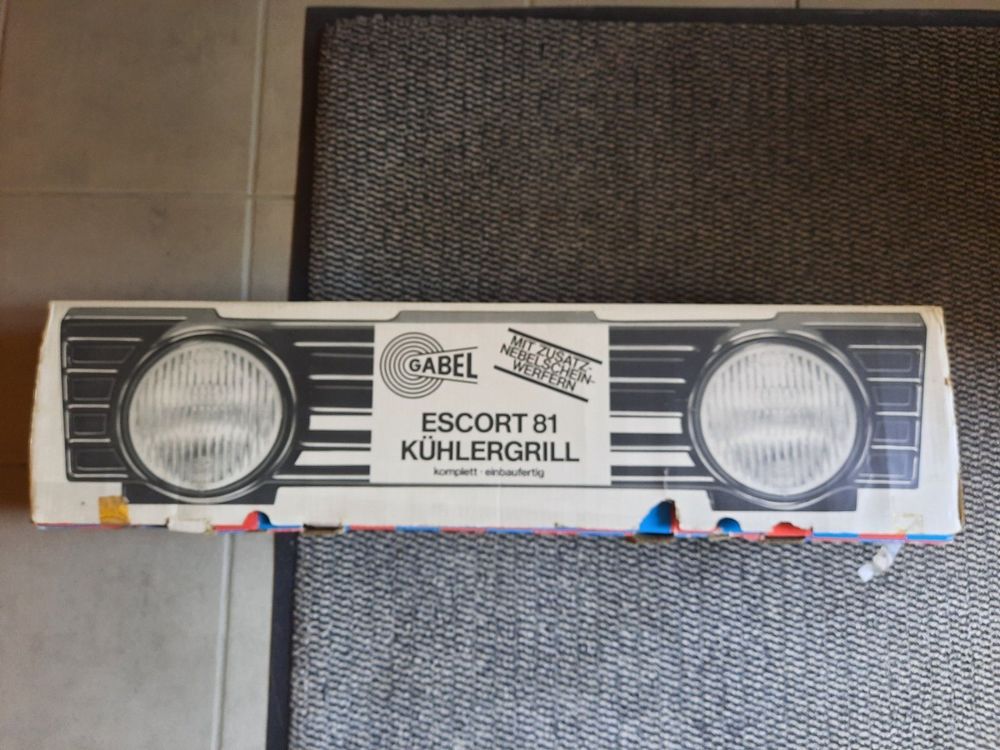 GABEL
MIT ZUSATZ-
NEBELSCHEIN-
WERFERN
ESCORT 81
KÜHLERGRILL
komplett · einbaufertig